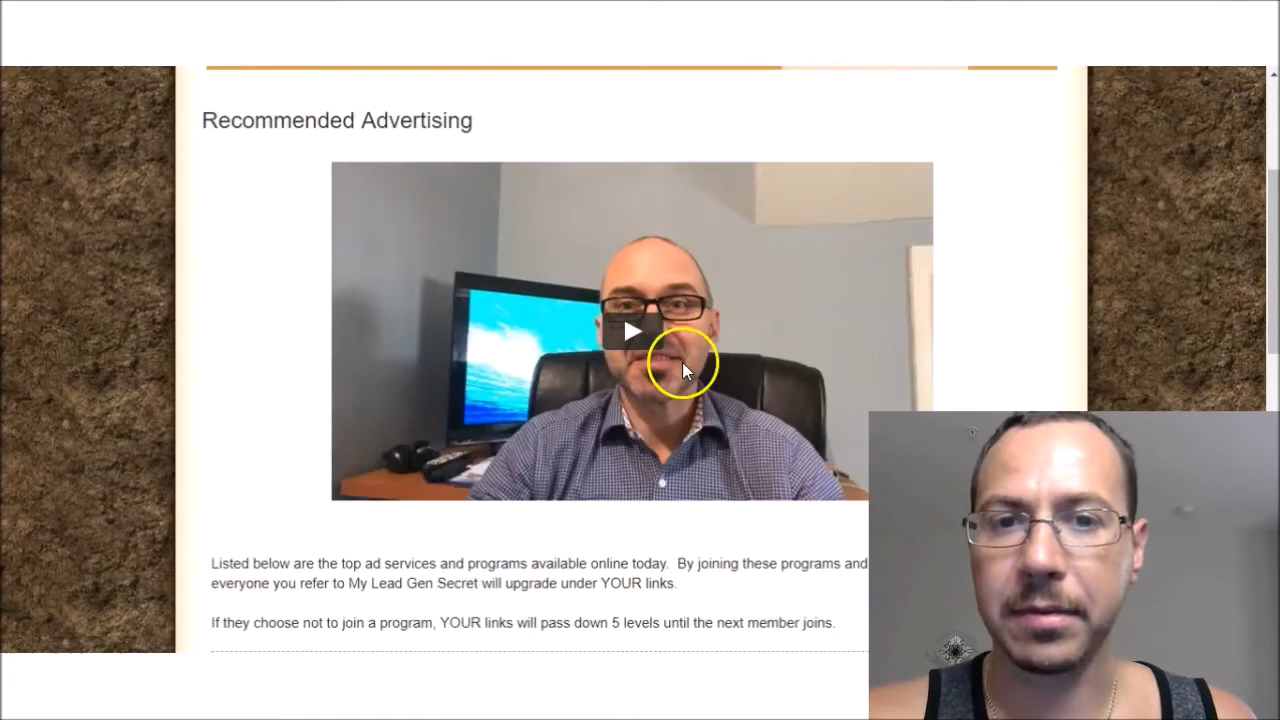 Recommended Advertising
Listed below are the top ad services and programs available online today.  By joining these programs and
everyone you refer to My Lead Gen Secret will upgrade under YOUR links.
If they choose not to join a program, YOUR links will pass down 5 levels until the next member joins.